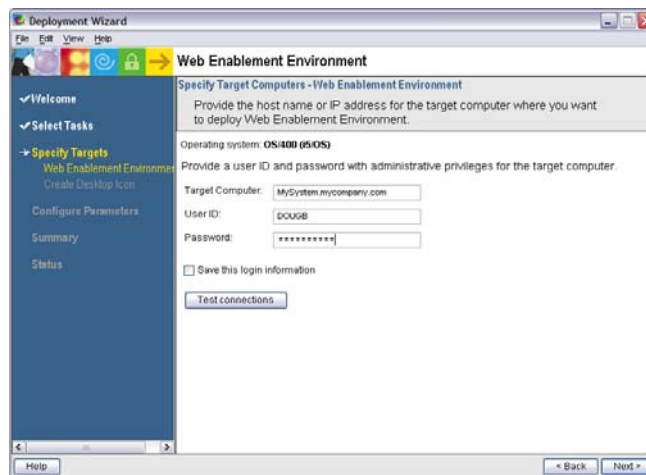 Deployment Wizard
File Edit View Help
Web Enablement Environment
✓Welcome
✓Select Tasks
Specify Targets
Web Enablement Environmen
Create Desktop Icon
Configure Parameters
Summary
Status
Specify Target Computers - Web Enablement Environment
Provide the host name or IP address for the target computer where you want
to deploy Web Enablement Environment.
Operating system: OS/400 (i5/OS)
Provide a user ID and password with administrative privileges for the target computer.
Target Computer: MySystem.mycompany.com
User ID: DOUGB
Password: **********
Save this login information
Test connections
Help
< Back Next >